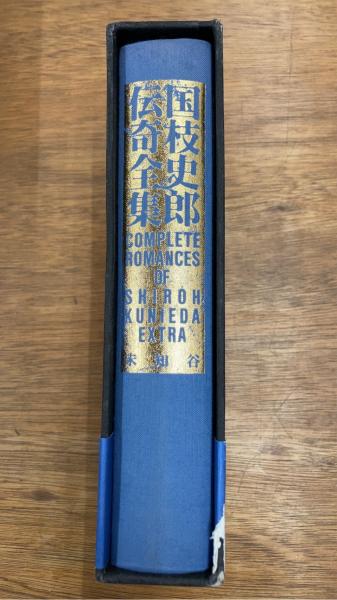 国枝史郎
伝奇全集
COMPLETE
ROMANCES
OF
SHIROH
KUNIEDA
EXTRA
未知谷